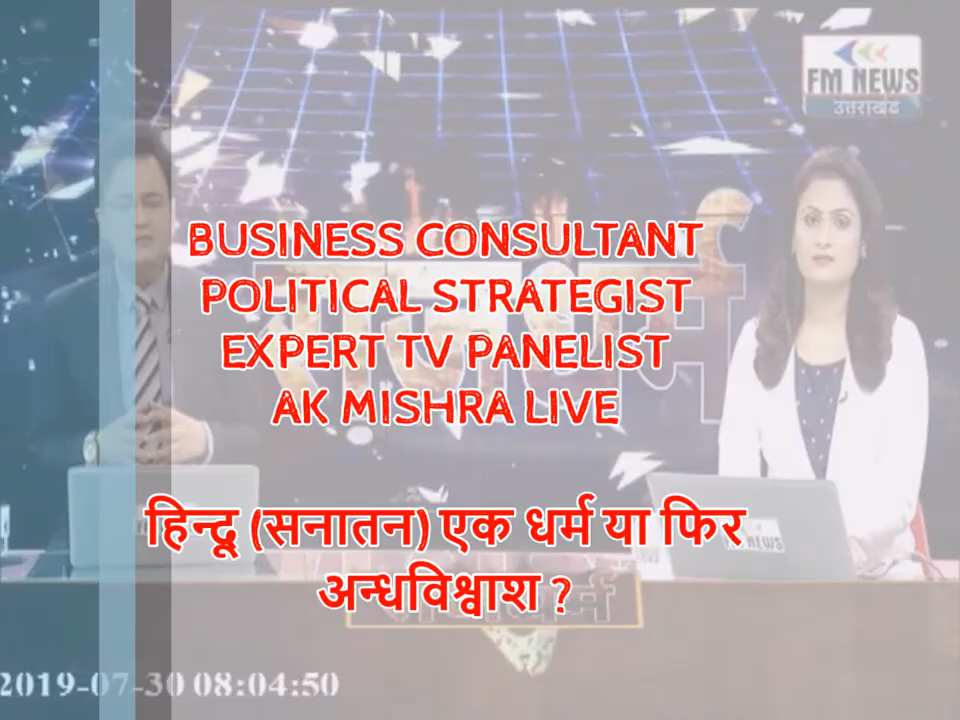 FM NEWS
उत्तराखंड
BUSINESS CONSULTANT
POLITICAL STRATEGIST
EXPERT TV PANELIST
AK MISHRA LIVE
हिन्दू (सनातन) एक धर्म या फिर
NEWS
अन्धविश्वाश ?
2019-07-30 08:04:50